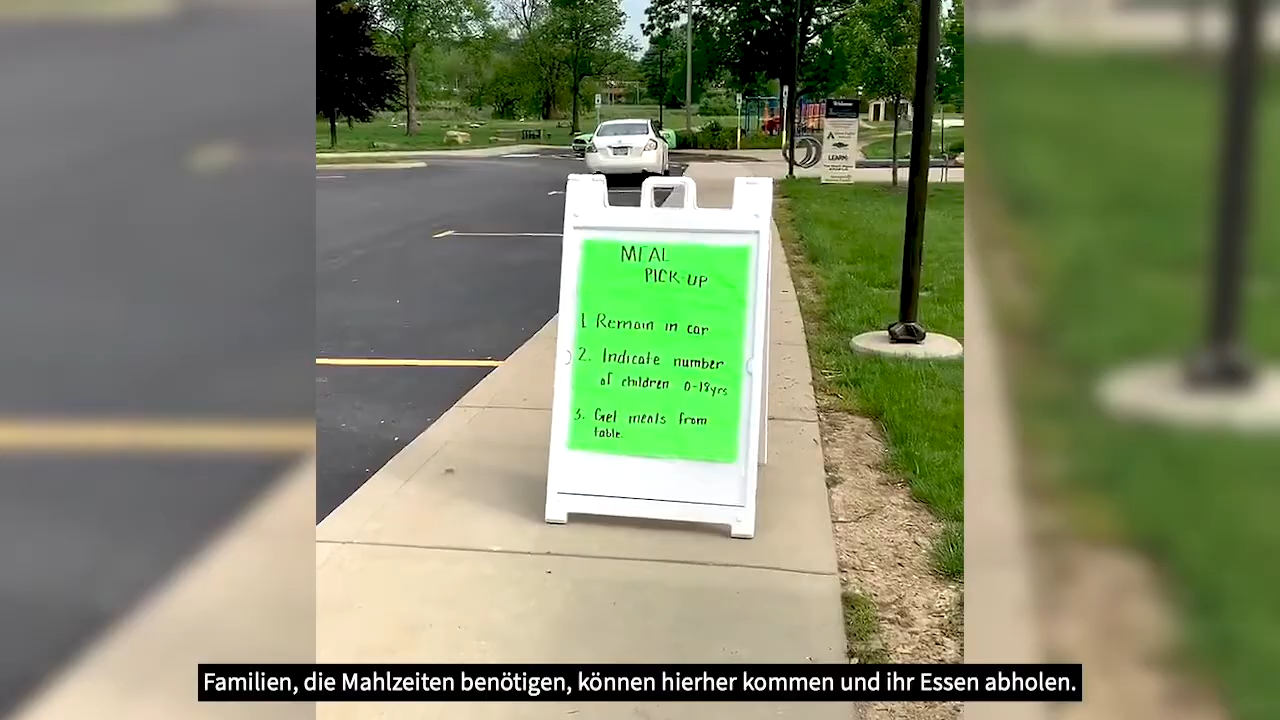 LEARN
MEAL
PICK-UP
1. Remain in car
2. Indicate number
of children 0-18yrs
3. Get meals from
table.
Familien, die Mahlzeiten benötigen, können hierher kommen und ihr Essen abholen.